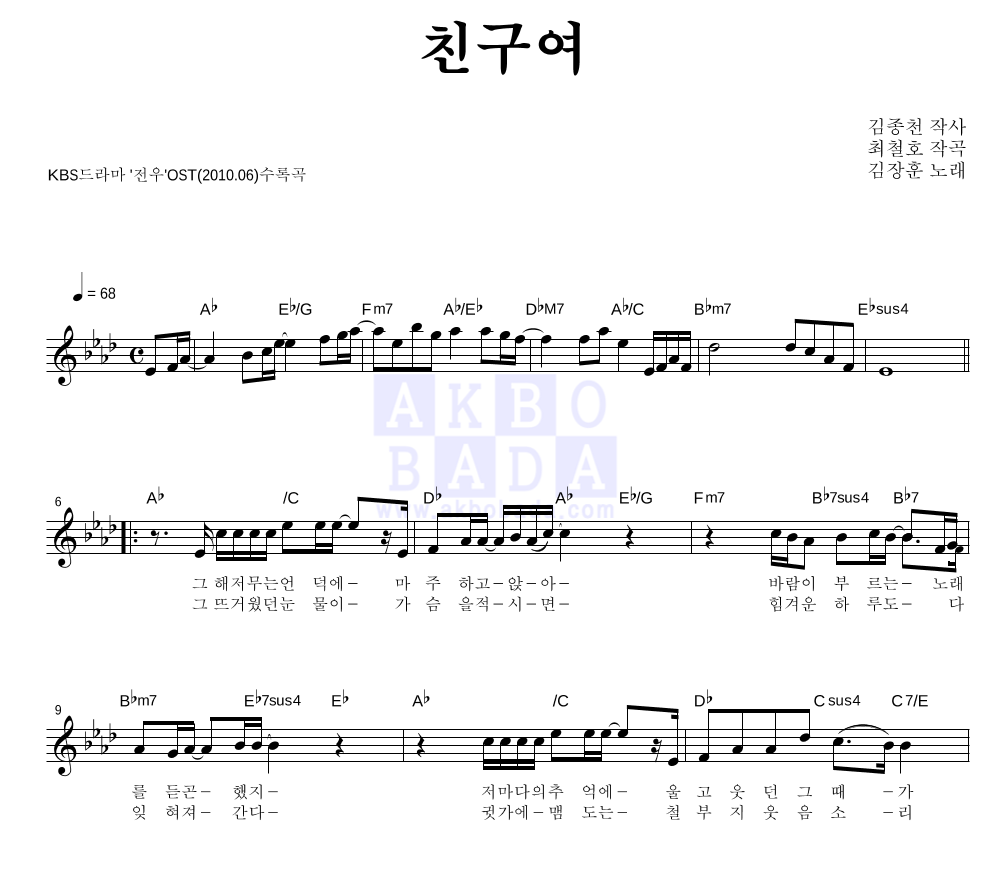 친구여
김종천 작사
최철호 작곡
김장훈 노래
KBS드라마 '전우'OST(2010.06)수록곡
= 68
A♭ E♭/G Fm7 A♭/E♭ D♭M7 A♭/C B♭m7 E♭sus4
AKBO
BADA
www.akbobada.com
6
A♭ /C D♭ A♭ E♭/G Fm7 B♭7sus4 B♭7
그 해저무는언 덕에– 마 주 하고–앉–아– 바람이 부 르는– 노래
그 뜨거웠던눈 물이– 가 슴 을적–시–면– 힘겨운 하 루도– 다
9
B♭m7 E♭7sus4 E♭ A♭ /C D♭ Csus4 C7/E
를 듣곤– 했지– 저마다의추 억에– 울 고 웃 던 그 때 –가
잊 혀져– 간다– 귓가에–맴 도는– 철 부 지 웃 음 소 –리